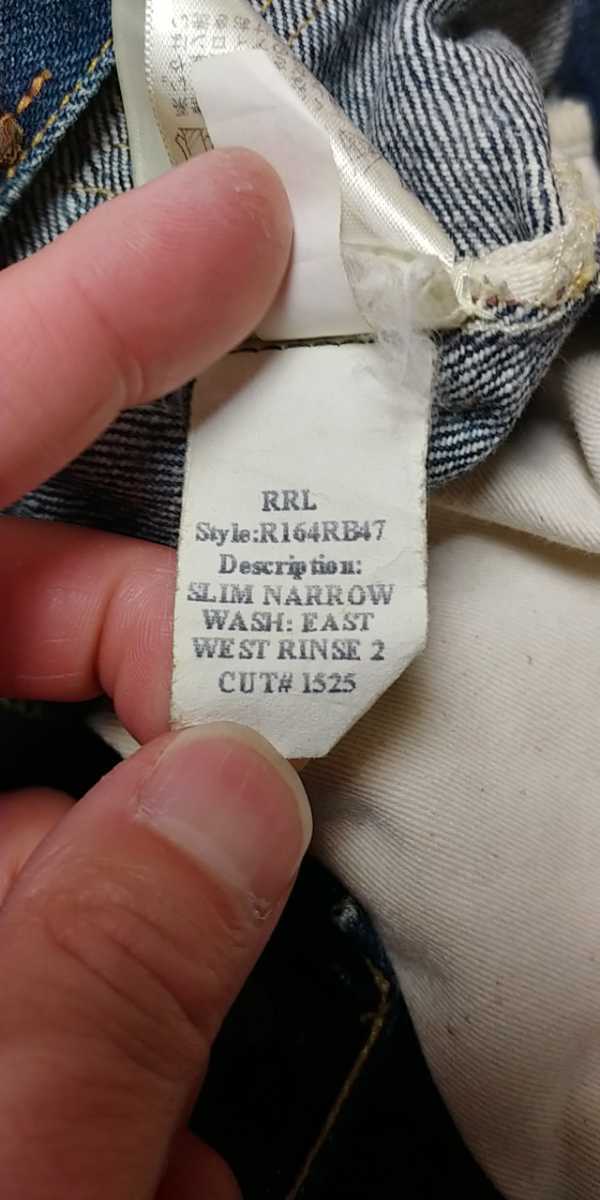 RRL
Style:R164RB47
Description:
SLIM NARROW
WASH: EAST
WEST RINSE 2
CUT# 1525